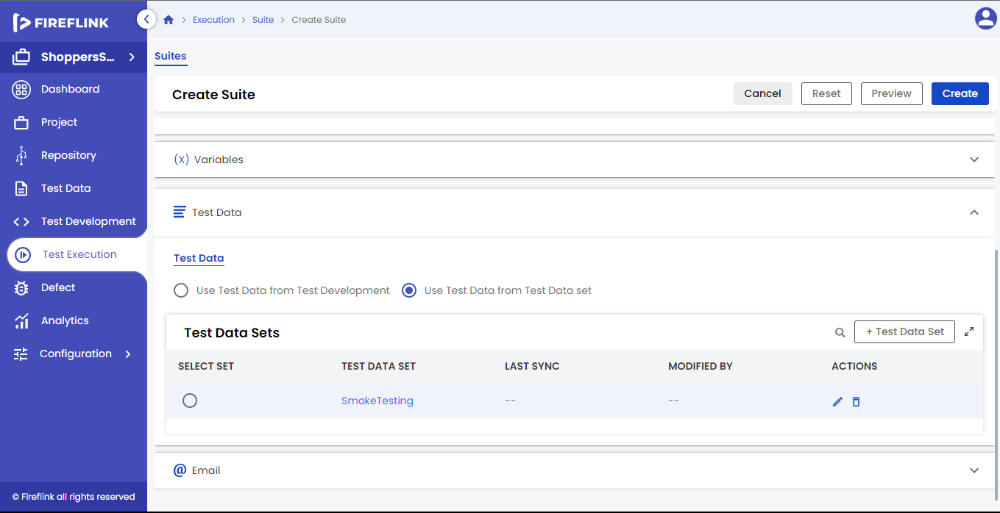 FIREFLINK
Execution > Suite > Create Suite
ShoppersS...
Dashboard
Project
Repository
Test Data
Test Development
Test Execution
Defect
Analytics
Configuration
© Fireflink all rights reserved
Suites
Create Suite
Cancel
Reset
Preview
Create
(X) Variables
Test Data
Test Data
Use Test Data from Test Development
Use Test Data from Test Data set
Test Data Sets
+ Test Data Set
SELECT SET TEST DATA SET LAST SYNC MODIFIED BY ACTIONS
SmokeTesting -- --
@ Email